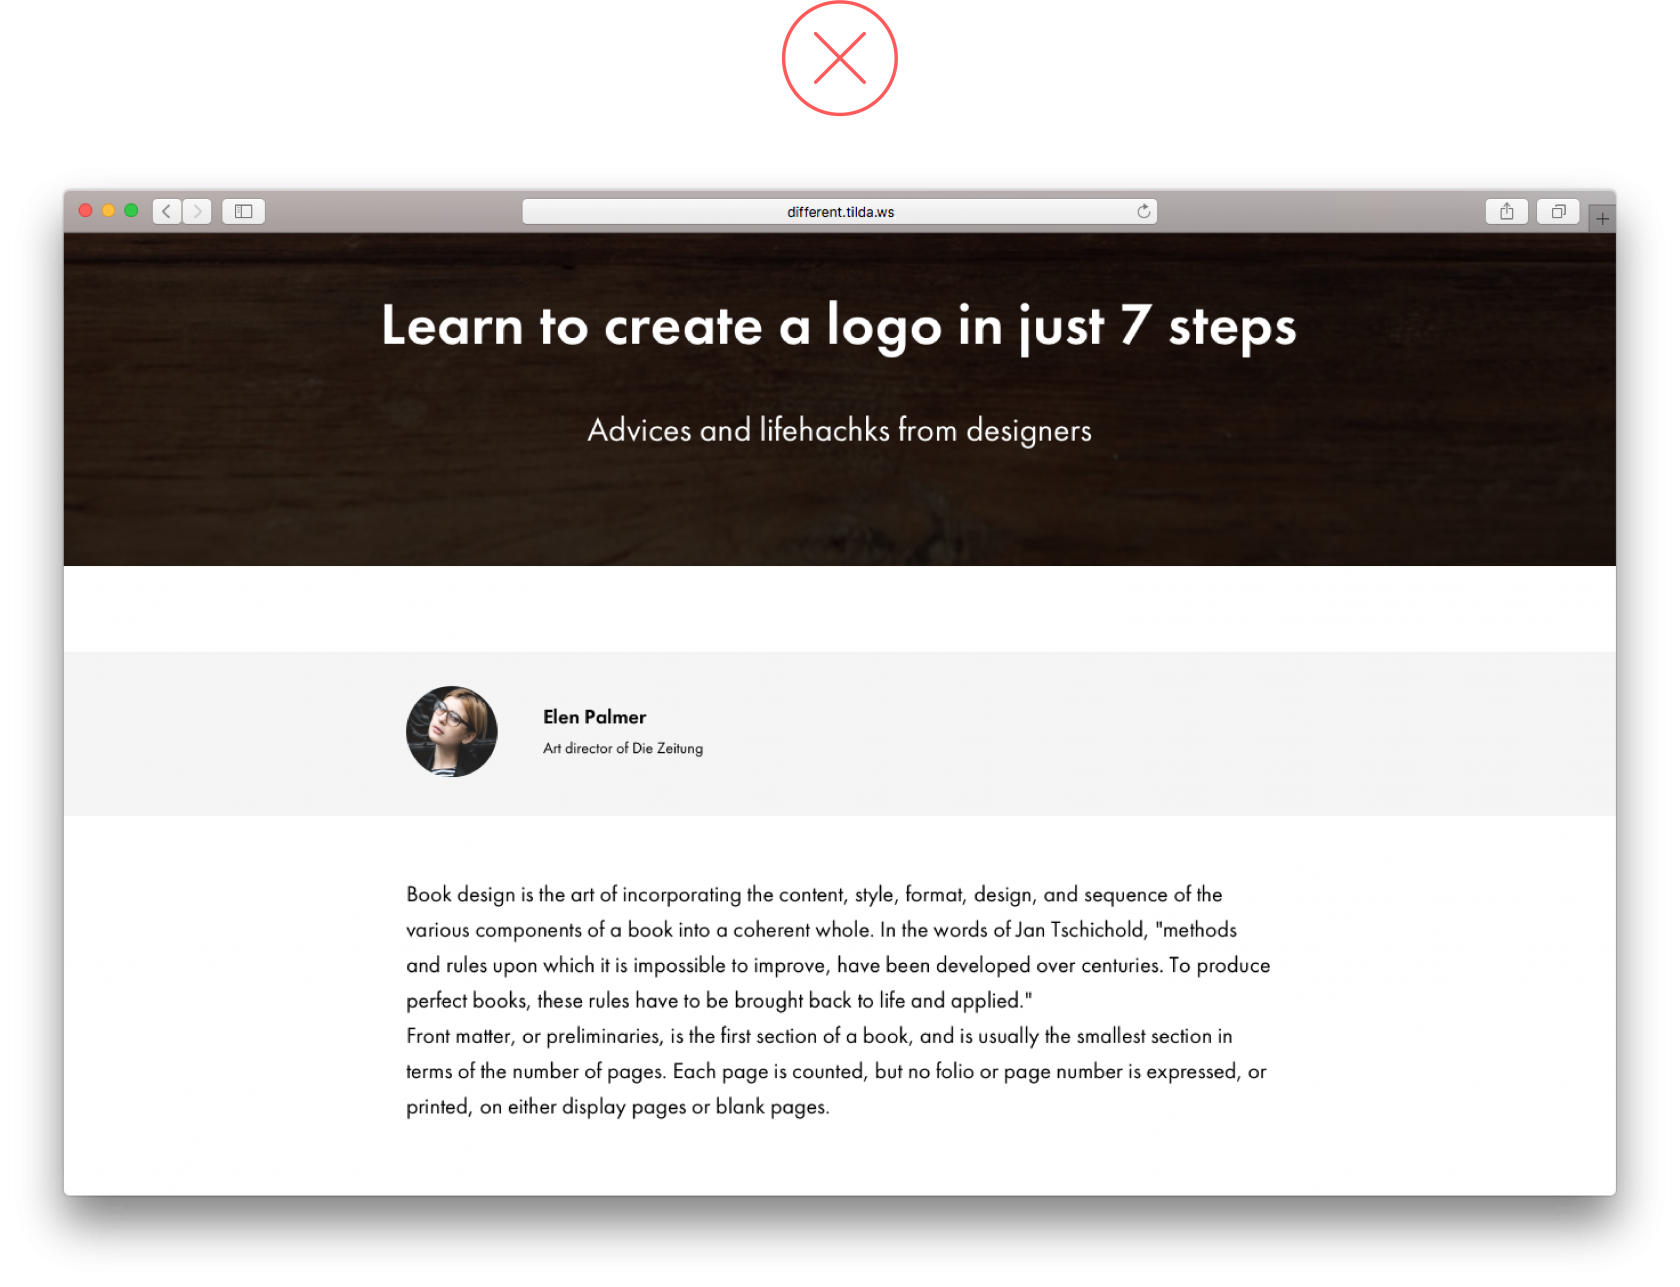 different.tilda.ws
Learn to create a logo in just 7 steps
Advices and lifehachks from designers
Elen Palmer
Art director of Die Zeitung
Book design is the art of incorporating the content, style, format, design, and sequence of the
various components of a book into a coherent whole. In the words of Jan Tschichold, "methods
and rules upon which it is impossible to improve, have been developed over centuries. To produce
perfect books, these rules have to be brought back to life and applied."
Front matter, or preliminaries, is the first section of a book, and is usually the smallest section in
terms of the number of pages. Each page is counted, but no folio or page number is expressed, or
printed, on either display pages or blank pages.